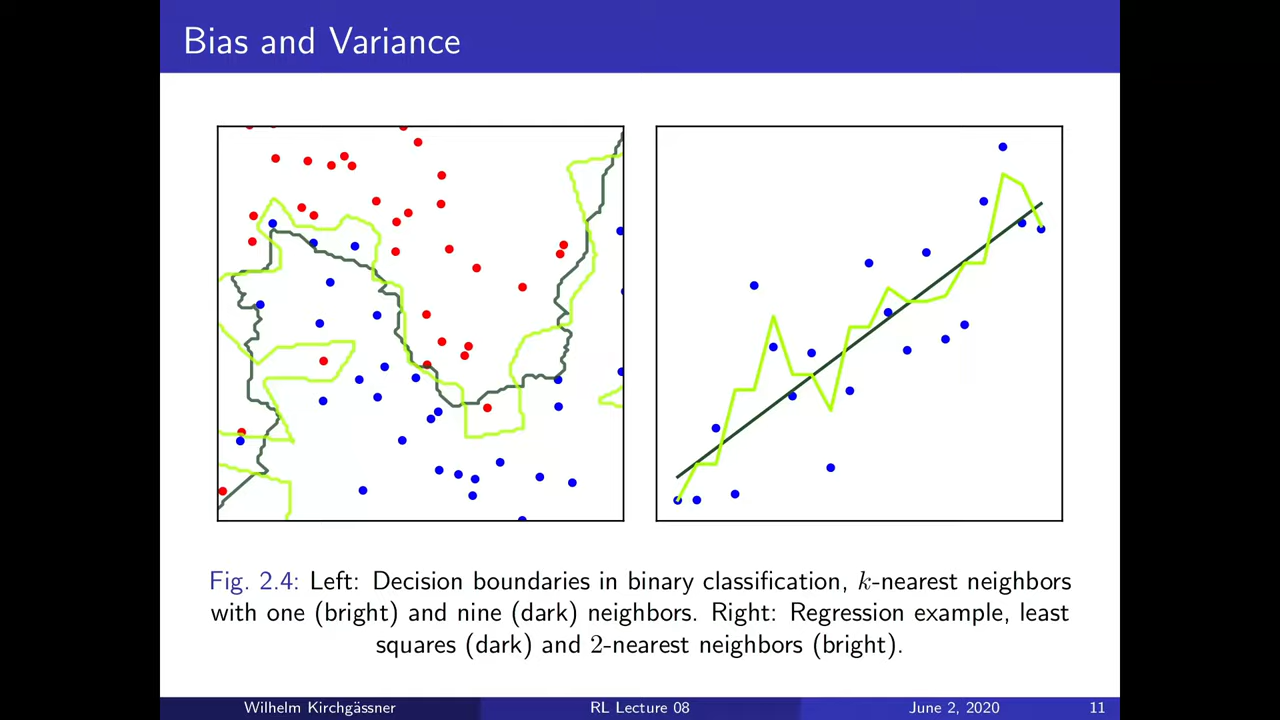 Bias and Variance
Fig. 2.4: Left: Decision boundaries in binary classification, k-nearest neighbors
with one (bright) and nine (dark) neighbors. Right: Regression example, least
squares (dark) and 2-nearest neighbors (bright).
Wilhelm Kirchgässner RL Lecture 08 June 2, 2020 11